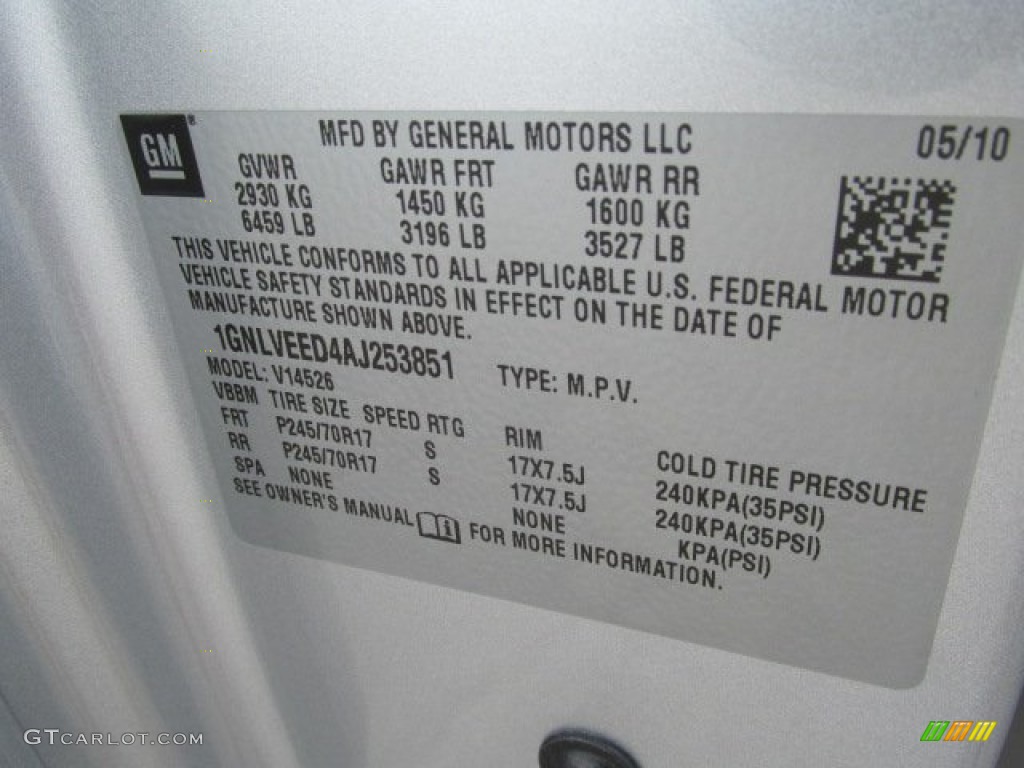 GM®
MFD BY GENERAL MOTORS LLC 05/10
GVWR GAWR FRT GAWR RR
2930 KG 1450 KG 1600 KG
6459 LB 3196 LB 3527 LB
THIS VEHICLE CONFORMS TO ALL APPLICABLE U.S. FEDERAL MOTOR
VEHICLE SAFETY STANDARDS IN EFFECT ON THE DATE OF
MANUFACTURE SHOWN ABOVE.
1GNLVEED4AJ253851 TYPE: M.P.V.
MODEL: V14526
VBBM TIRE SIZE SPEED RTG RIM COLD TIRE PRESSURE
FRT P245/70R17 S 17X7.5J 240KPA(35PSI)
RR P245/70R17 S 17X7.5J 240KPA(35PSI)
SPA NONE NONE KPA(PSI)
SEE OWNER'S MANUAL i FOR MORE INFORMATION.
GTCARLOT.COM